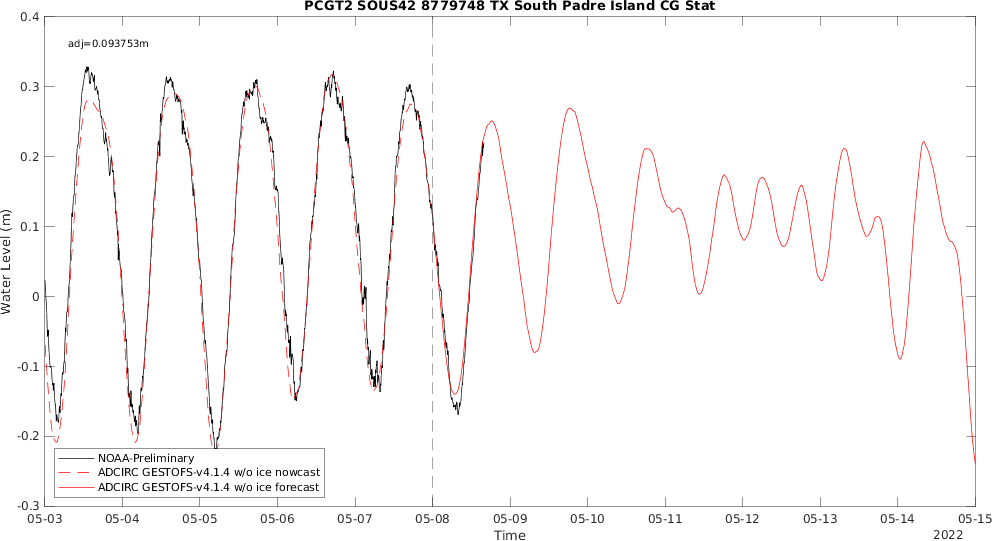 PCGT2 SOUS42 8779748 TX South Padre Island CG Stat
adj=0.093753m
0.4
0.3
0.2
0.1
0
-0.1
-0.2
-0.3
Water Level (m)
NOAA-Preliminary
ADCIRC GESTOFS-v4.1.4 w/o ice nowcast
ADCIRC GESTOFS-v4.1.4 w/o ice forecast
05-03 05-04 05-05 05-06 05-07 05-08 05-09 05-10 05-11 05-12 05-13 05-14 05-15
Time
2022